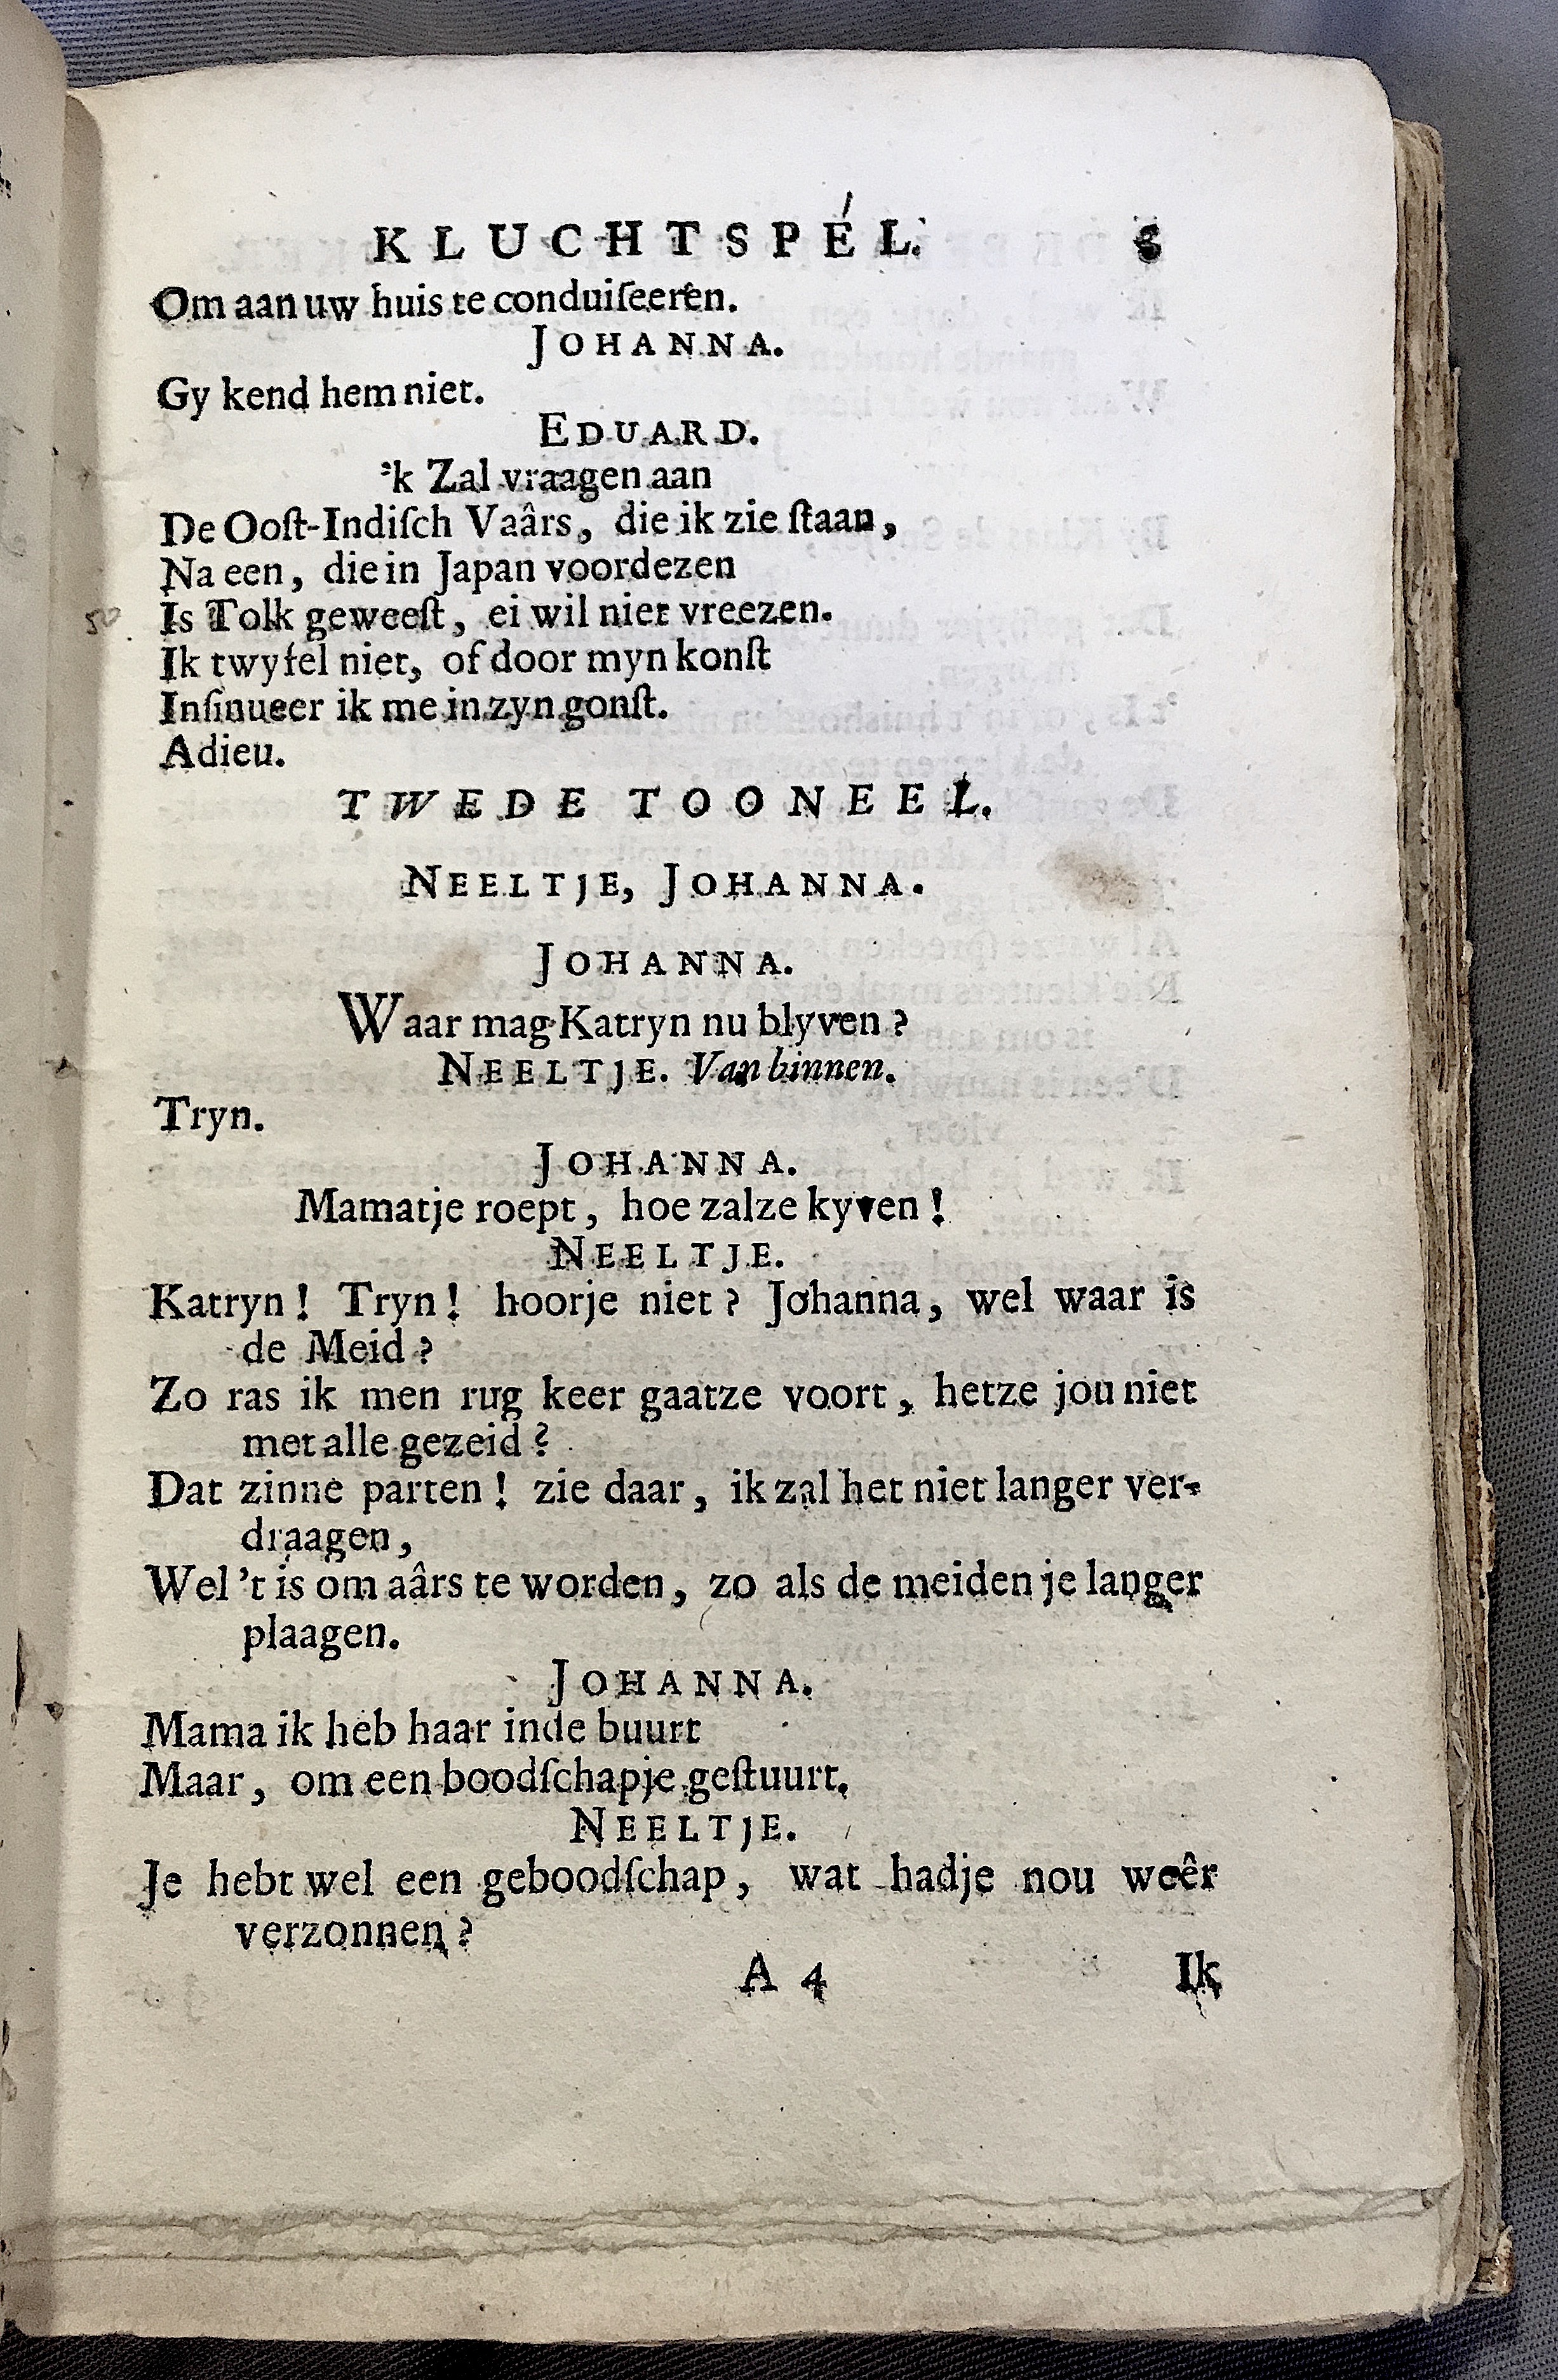 KLUCHTSPÉL.
Om aan uw huis te conduiſeeren.
JOHANNA.
Gy kend hem niet.
EDUARD.
'k Zal vraagen aan
De Ooſt-Indiſch Vaârs, die ik zie ſtaan,
Na een, die in Japan voordezen
50 Is Tolk geweeſt, ei wil niet vreezen.
Ik twyfel niet, of door myn konſt
Inſinueer ik me in zyn gonſt.
Adieu.
TWEDE TOONEEL.
NEELTJE, JOHANNA.
JOHANNA.
Waar mag Katryn nu blyven?
NEELTJE. Van binnen.
Tryn.
JOHANNA.
Mamatje roept, hoe zalze kyven!
NEELTJE.
Katryn! Tryn! hoorje niet? Johanna, wel waar is
de Meid?
Zo ras ik men rug keer gaatze voort, hetze jou niet
met alle gezeid?
Dat zinne parten! zie daar, ik zal het niet langer ver-
draagen,
Wel 't is om aârs te worden, zo als de meiden je langer
plaagen.
JOHANNA.
Mama ik heb haar inde buurt
Maar, om een boodſchapje geſtuurt.
NEELTJE.
Je hebt wel een geboodſchap, wat hadje nou weêr
verzonnen?
A 4 Ik